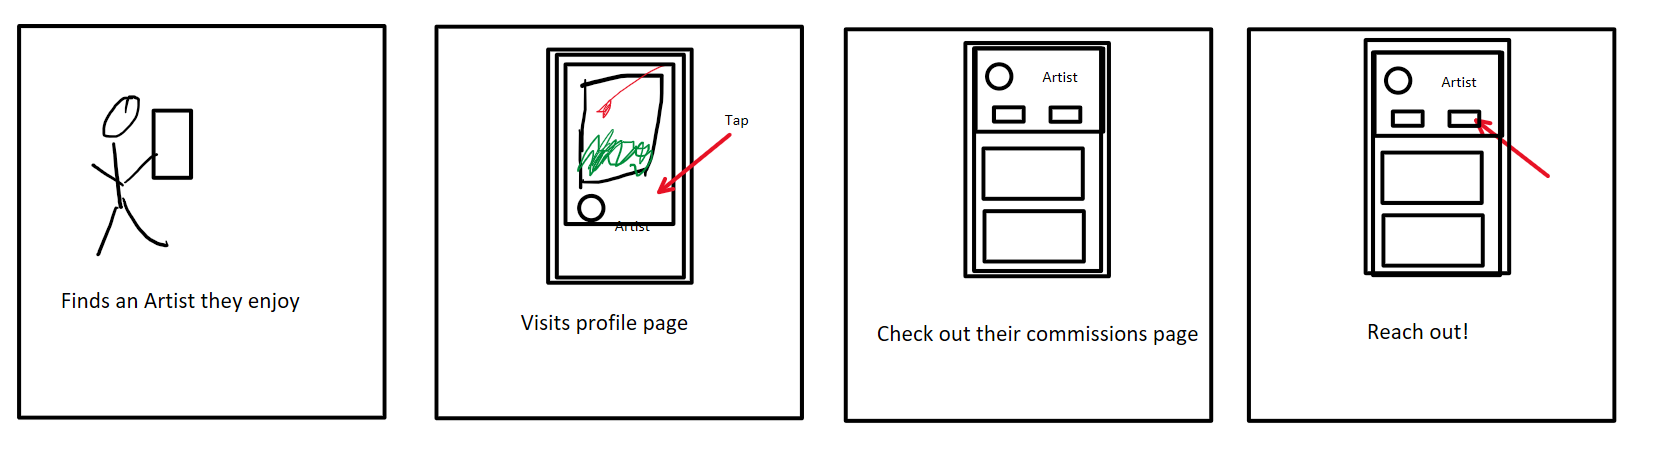 Finds an Artist they enjoy
Tap
Artist
Visits profile page
Artist
Check out their commissions page
Artist
Reach out!